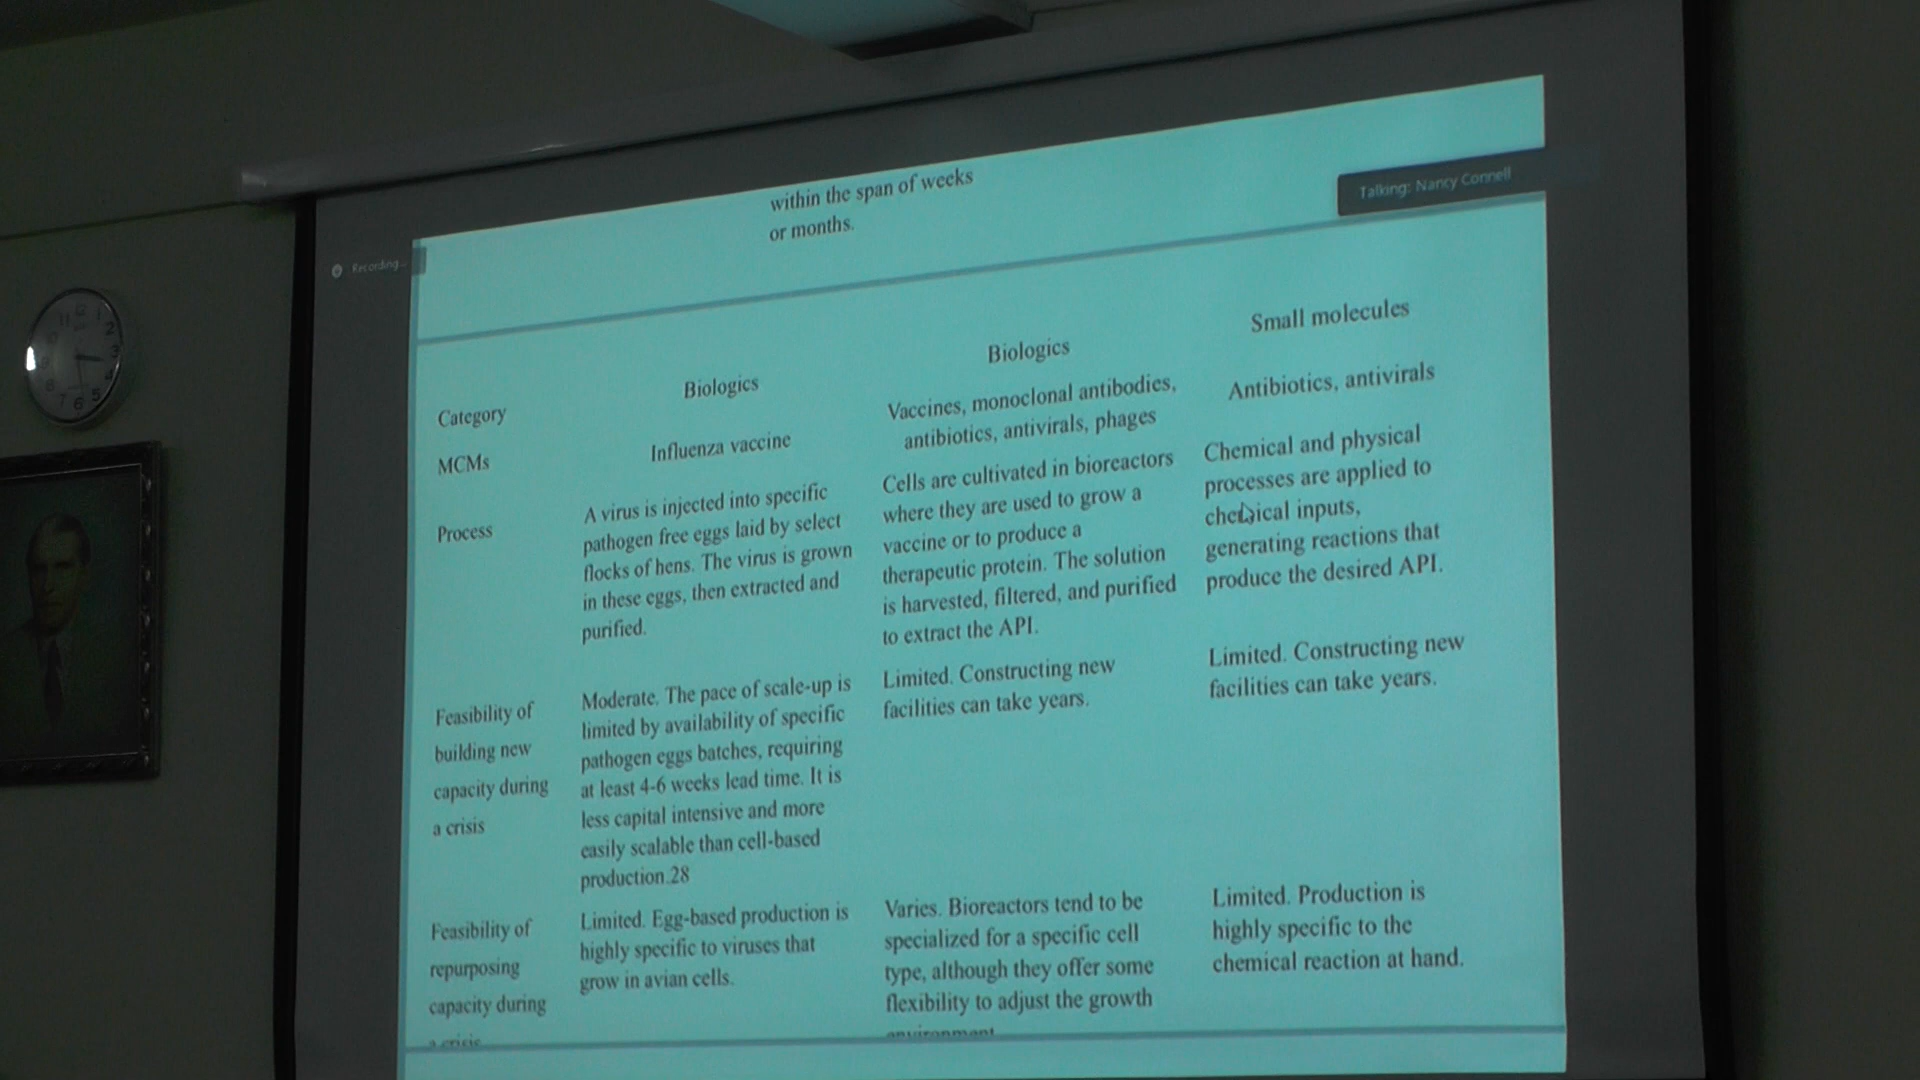 within the span of weeks
or months.
Talking: Nancy Connell
Recording...
Category
Biologics
Biologics
Small molecules
MCMs
Influenza vaccine
Vaccines, monoclonal antibodies,
antibiotics, antivirals, phages
Antibiotics, antivirals
Process
A virus is injected into specific
pathogen free eggs laid by select
flocks of hens. The virus is grown
in these eggs, then extracted and
purified.
Cells are cultivated in bioreactors
where they are used to grow a
vaccine or to produce a
therapeutic protein. The solution
is harvested, filtered, and purified
to extract the API.
Chemical and physical
processes are applied to
chemical inputs,
generating reactions that
produce the desired API.
Feasibility of
building new
capacity during
a crisis
Moderate. The pace of scale-up is
limited by availability of specific
pathogen eggs batches, requiring
at least 4-6 weeks lead time. It is
less capital intensive and more
easily scalable than cell-based
production.28
Limited. Constructing new
facilities can take years.
Limited. Constructing new
facilities can take years.
Feasibility of
repurposing
capacity during
a crisis
Limited. Egg-based production is
highly specific to viruses that
grow in avian cells.
Varies. Bioreactors tend to be
specialized for a specific cell
type, although they offer some
flexibility to adjust the growth
environment
Limited. Production is
highly specific to the
chemical reaction at hand.